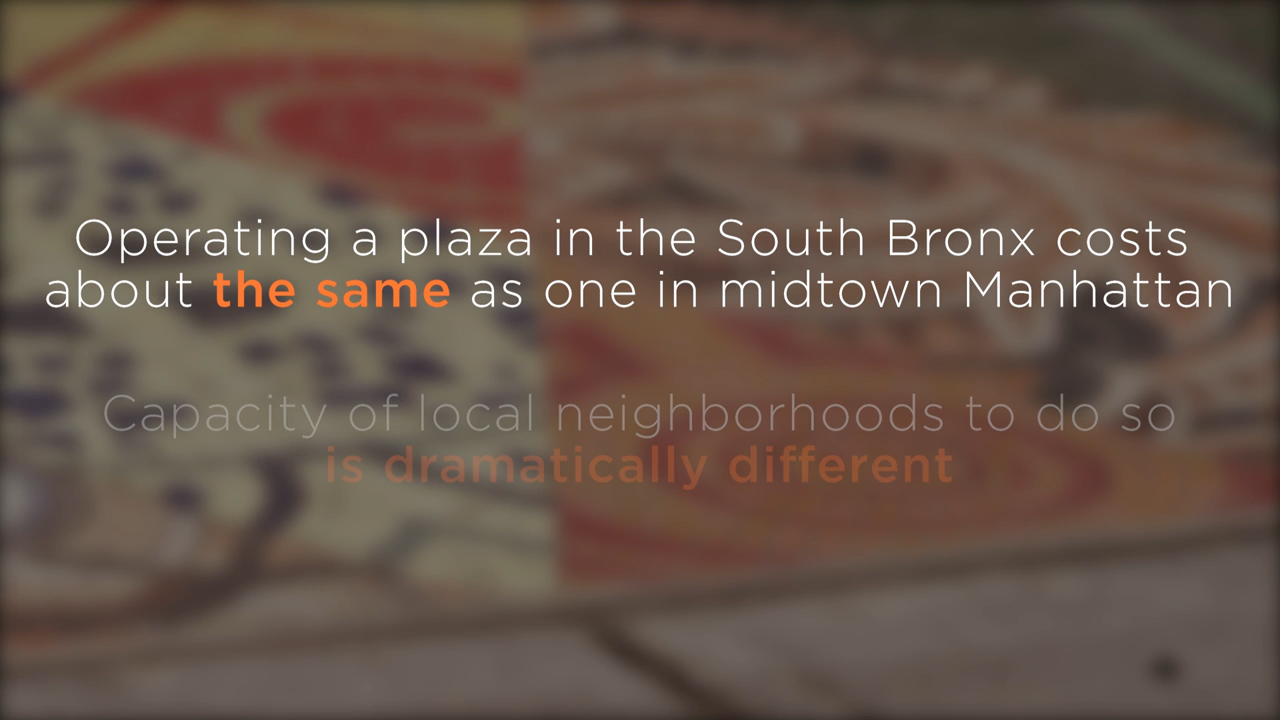 Operating a plaza in the South Bronx costs
about the same as one in midtown Manhattan
Capacity of local neighborhoods to do so
is dramatically different